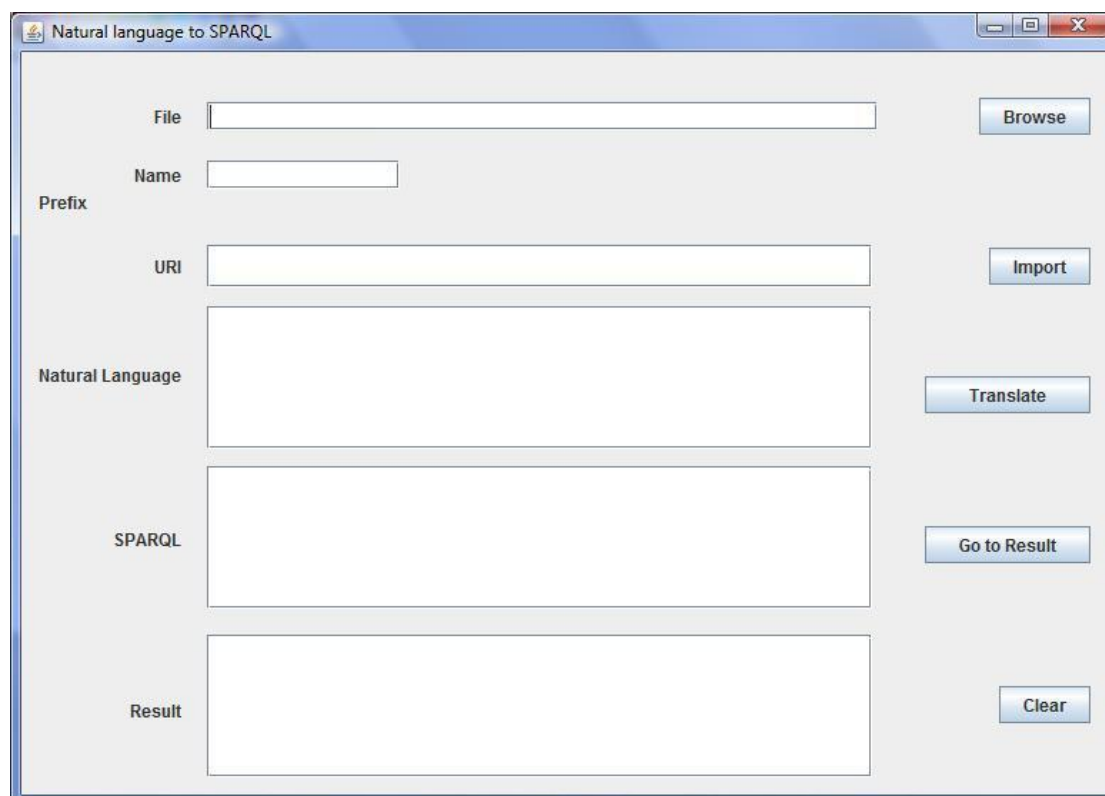 Natural language to SPARQL
File
Browse
Name
Prefix
URI
Import
Natural Language
Translate
SPARQL
Go to Result
Result
Clear